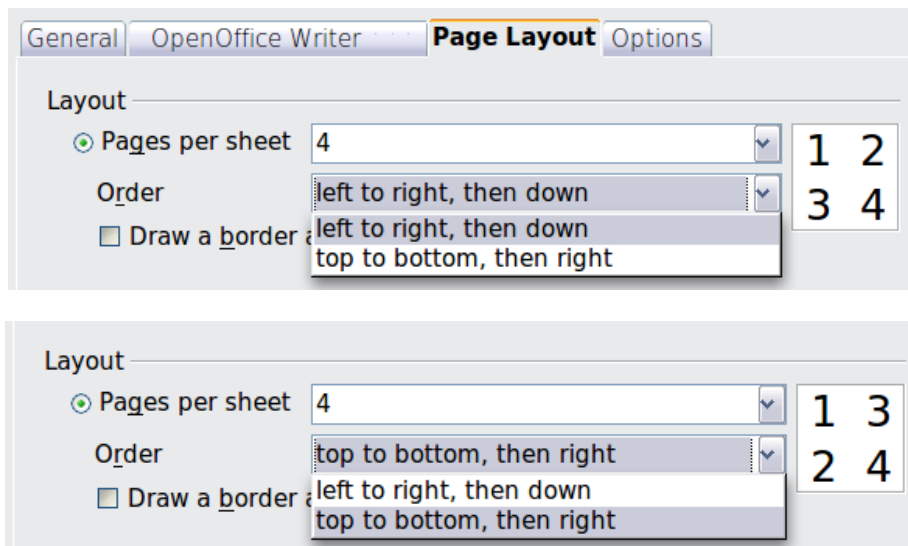 General OpenOffice Writer Page Layout Options
Layout
Pages per sheet 4
1 2
Order left to right, then down
3 4
Draw a border
left to right, then down
top to bottom, then right
Layout
Pages per sheet 4
1 3
Order top to bottom, then right
2 4
Draw a border
left to right, then down
top to bottom, then right